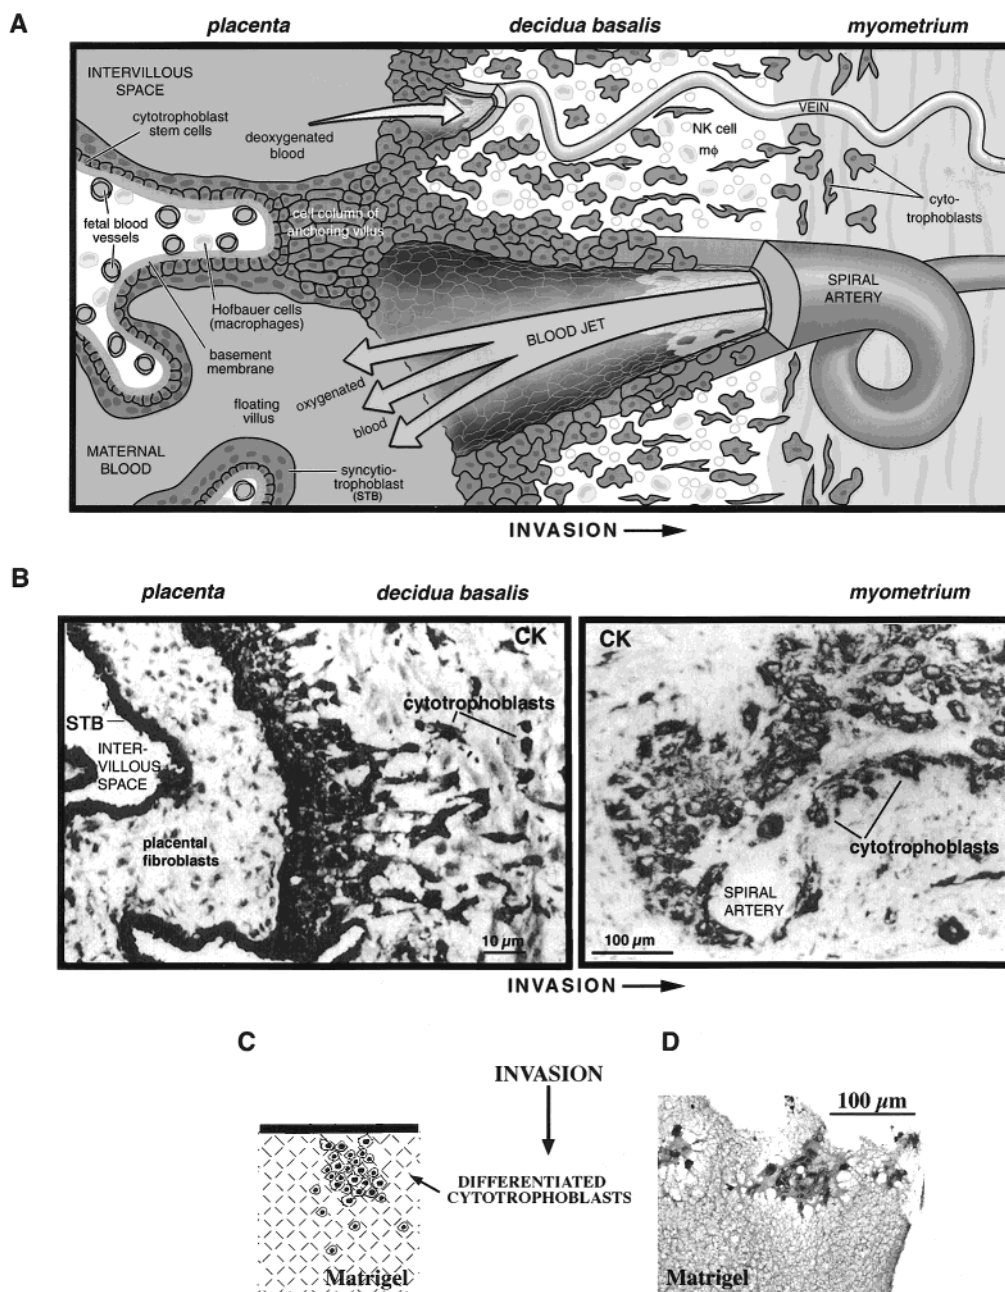 A
placenta
decidua basalis
myometrium
INTERVILLOUS
SPACE
cytotrophoblast
stem cells
deoxygenated
blood
VEIN
NK cell
mϕ
cyto-
trophoblasts
fetal blood
vessels
cell column of
anchoring villus
Hofbauer cells
(macrophages)
basement
membrane
SPIRAL
ARTERY
BLOOD JET
oxygenated
blood
floating
villus
MATERNAL
BLOOD
syncytio-
trophoblast
(STB)
INVASION
B
placenta
decidua basalis
myometrium
CK
CK
cytotrophoblasts
STB
INTER-
VILLOUS
SPACE
placental
fibroblasts
10 µm
cytotrophoblasts
SPIRAL
ARTERY
100 µm
INVASION
C
D
INVASION
100 µm
DIFFERENTIATED
CYTOTROPHOBLASTS
Matrigel
Matrigel